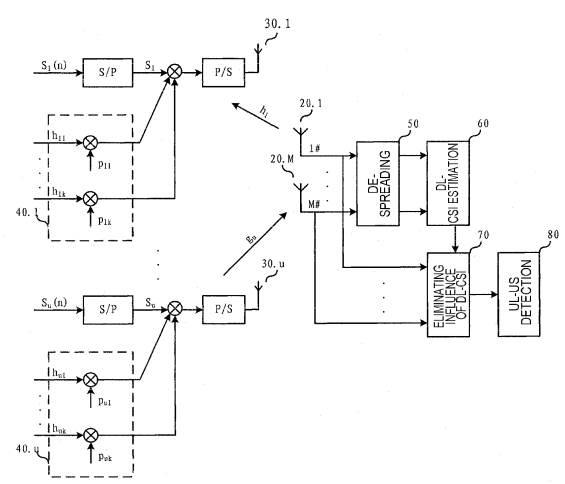 30.1
S₁(n)
S/P
S₁
P/S
h₁
20.1
50
60
1#
h₁₁
p₁₁
20.M
DE-
SPREADING
DL-
CSI ESTIMATION
h₁ₖ
p₁ₖ
M#
40.1
70
80
gᵤ
30.u
ELIMINATING
INFLUENCE
OF DL-CSI
UL-US
DETECTION
Sᵤ(n)
S/P
Sᵤ
P/S
hᵤ₁
pᵤ₁
hᵤₖ
pᵤₖ
40.u